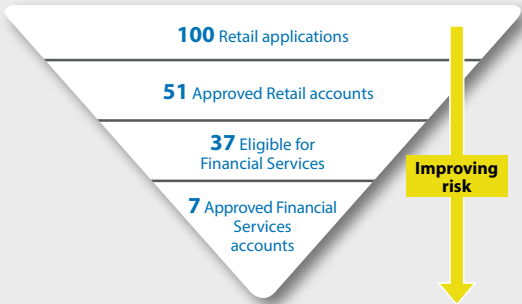 100 Retail applications
51 Approved Retail accounts
37 Eligible for
Financial Services
7 Approved Financial
Services
accounts
Improving
risk